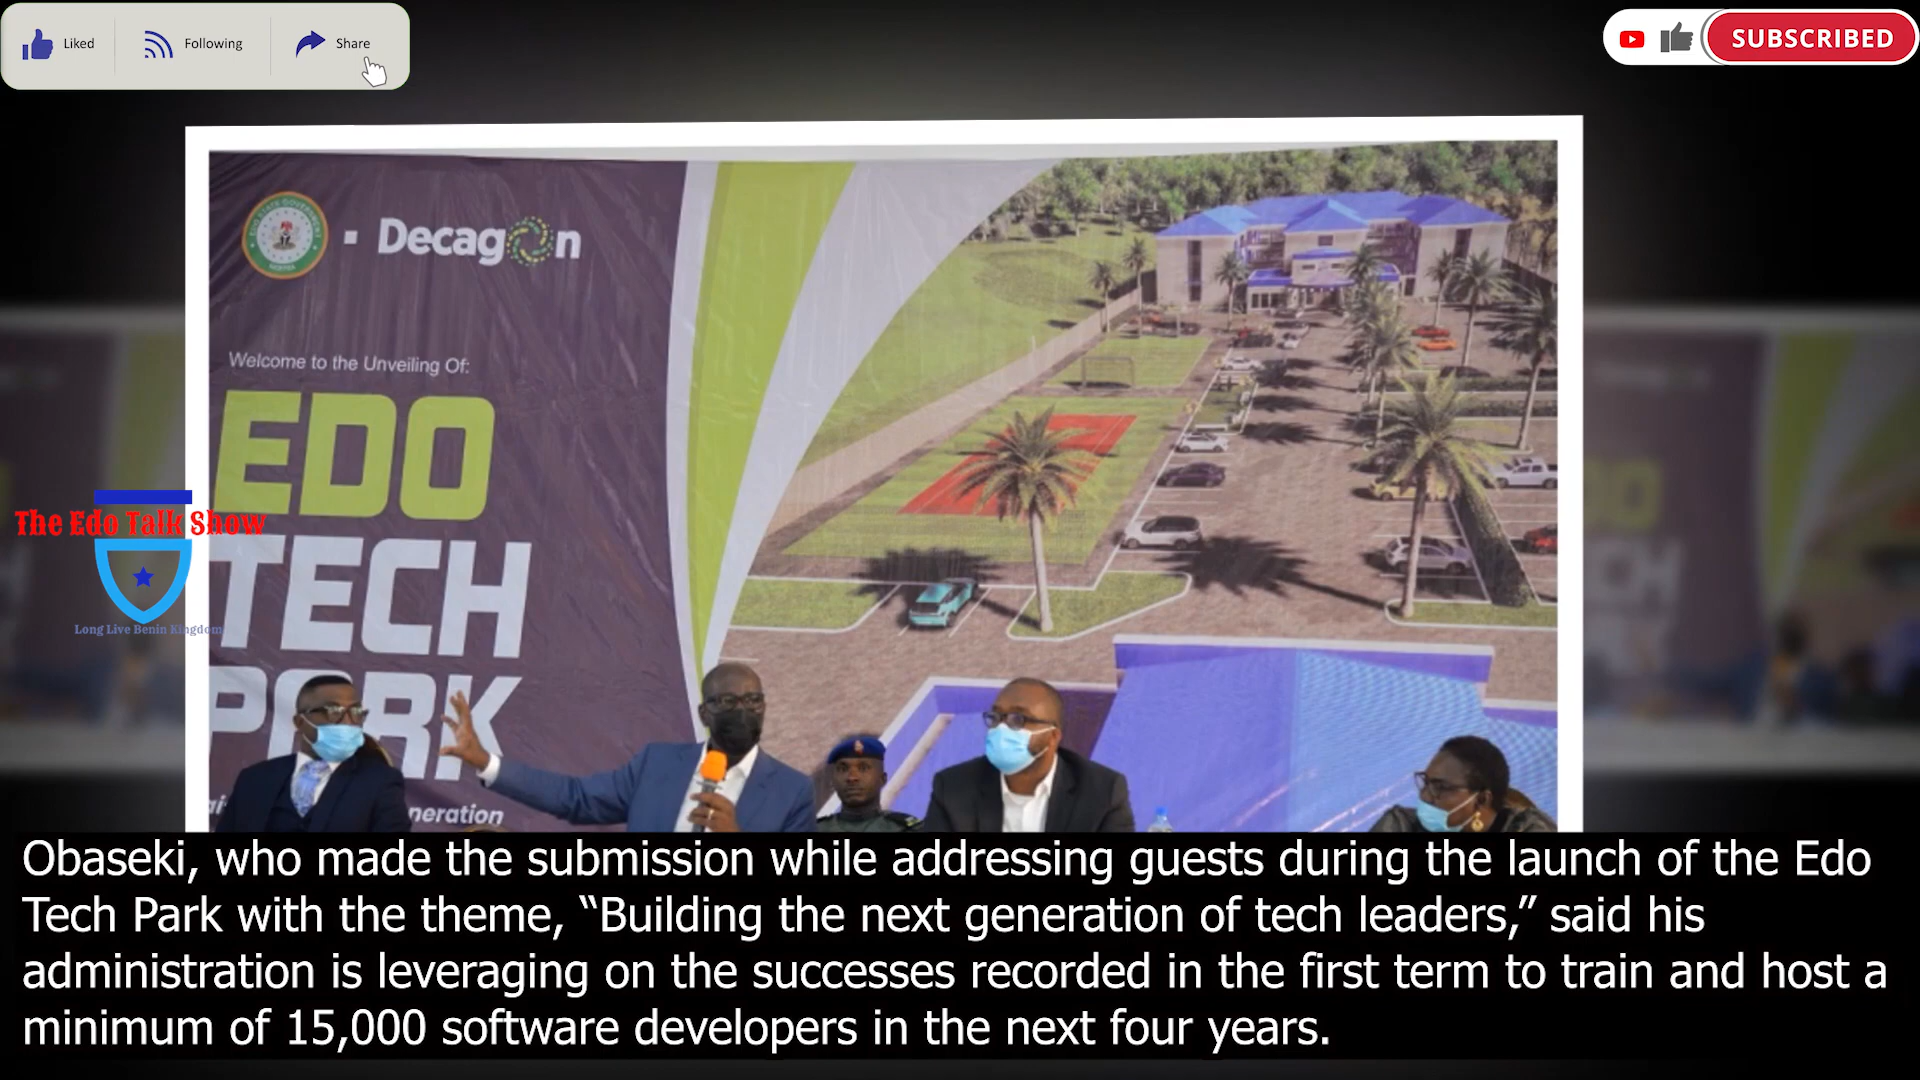 Liked
Following
Share
SUBSCRIBED
Decagon
Welcome to the Unveiling Of:
EDO
TECH
PARK
neration
The Edo Talk Show
Long Live Benin Kingdom
Obaseki, who made the submission while addressing guests during the launch of the Edo
Tech Park with the theme, “Building the next generation of tech leaders,” said his
administration is leveraging on the successes recorded in the first term to train and host a
minimum of 15,000 software developers in the next four years.